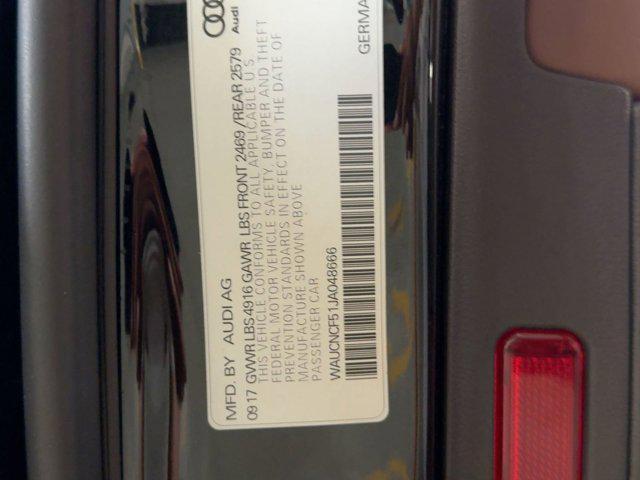 MFD. BY AUDI AG
Audi
09 17 GVWR LBS 4916 GAWR LBS FRONT 2469 / REAR 2579
THIS VEHICLE CONFORMS TO ALL APPLICABLE U.S.
FEDERAL MOTOR VEHICLE SAFETY, BUMPER AND THEFT
PREVENTION STANDARDS IN EFFECT ON THE DATE OF
MANUFACTURE SHOWN ABOVE
PASSENGER CAR
WAUCNCF51JA048666